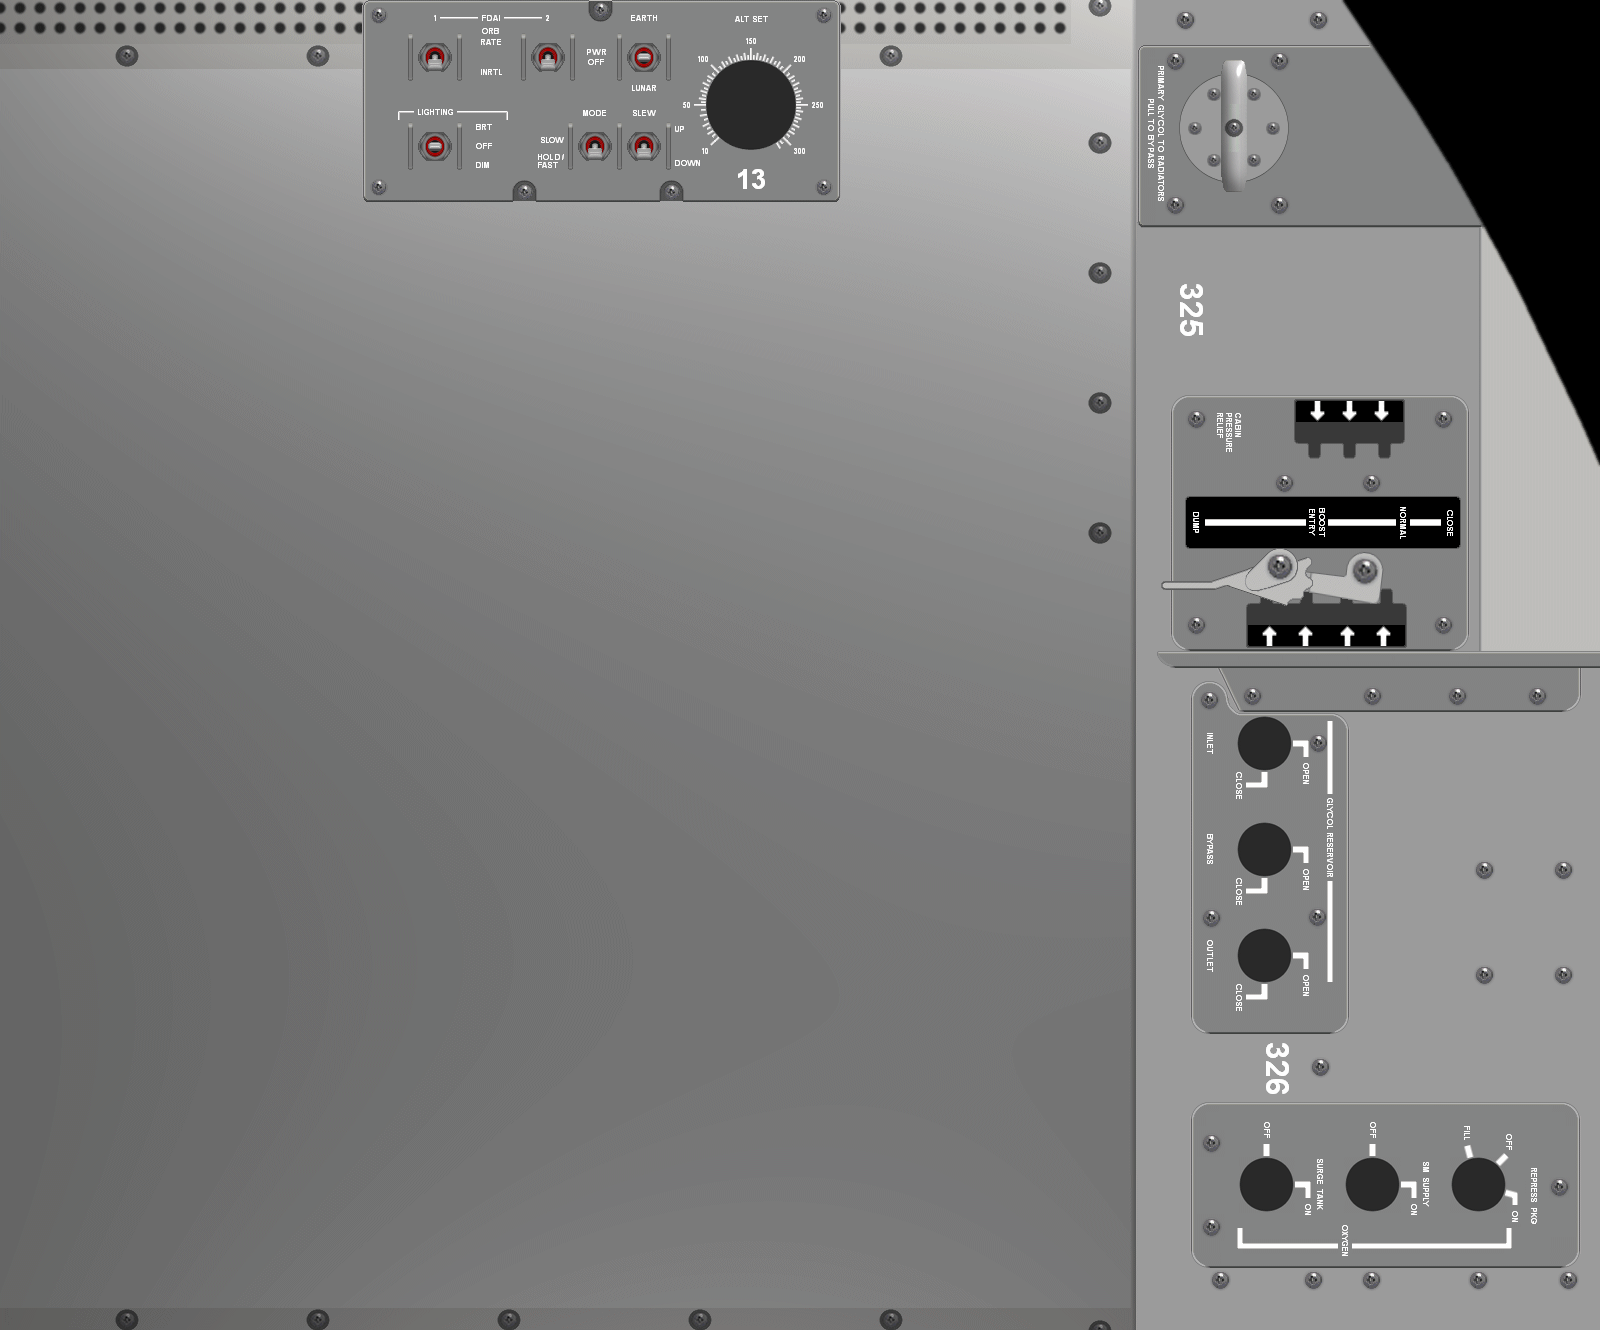 1 FDAI 2
ORB
RATE
INRTL
PWR
OFF
EARTH
LUNAR
ALT SET
10
50
100
150
200
250
300
LIGHTING
BRT
OFF
DIM
MODE
SLOW
HOLD/
FAST
SLEW
UP
DOWN
13
PRIMARY GLYCOL TO RADIATORS
PULL TO BYPASS
325
CABIN
PRESSURE
RELIEF
DUMP
BOOST
ENTRY
NORMAL
CLOSE
GLYCOL RESERVOIR
INLET
OPEN
CLOSE
BYPASS
OPEN
CLOSE
OUTLET
OPEN
CLOSE
326
OFF
SURGE TANK
ON
OFF
SM SUPPLY
ON
FILL
OFF
REPRESS PKG
ON
OXYGEN